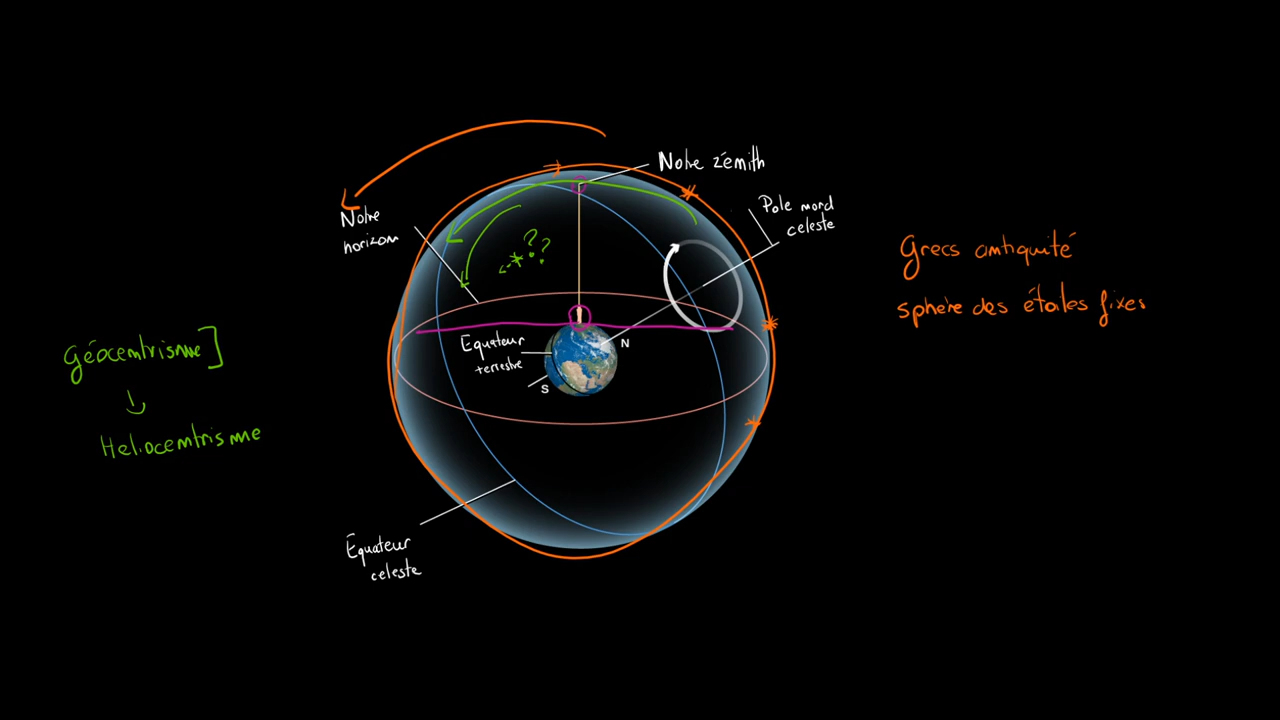 Notre zénith
Pole nord
celeste
Notre
horizon
??
Grecs antiquité
sphère des étoiles fixes
Géocentrisme]
Heliocentrisme
Equateur
terrestre
N
S
Équateur
celeste